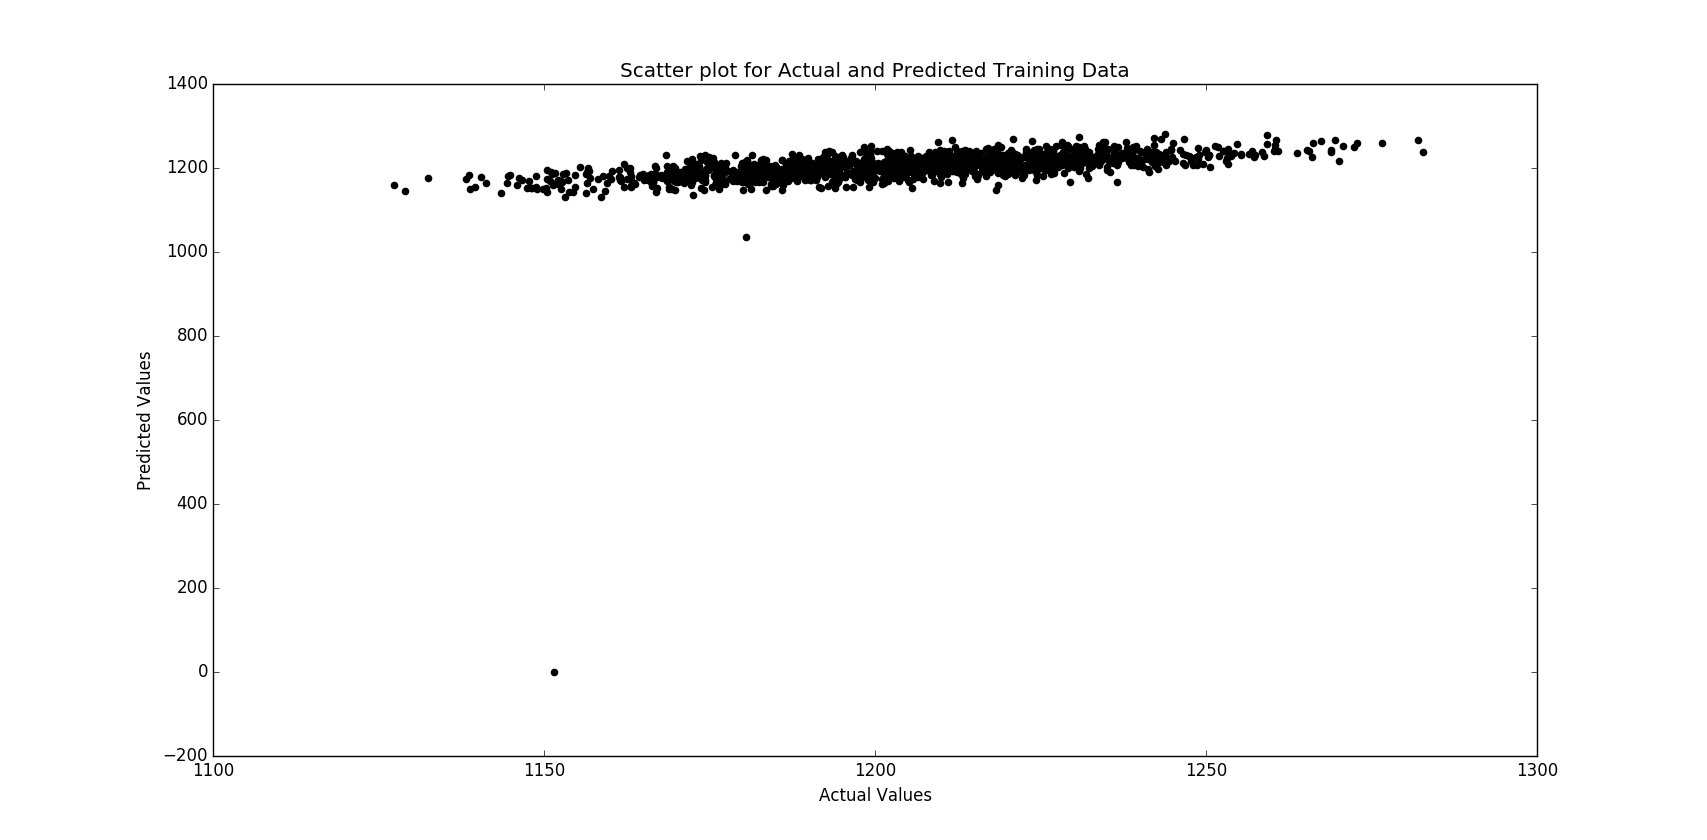 Scatter plot for Actual and Predicted Training Data
1400
1200
1000
800
600
400
200
0
−200
Predicted Values
1100 1150 1200 1250 1300
Actual Values